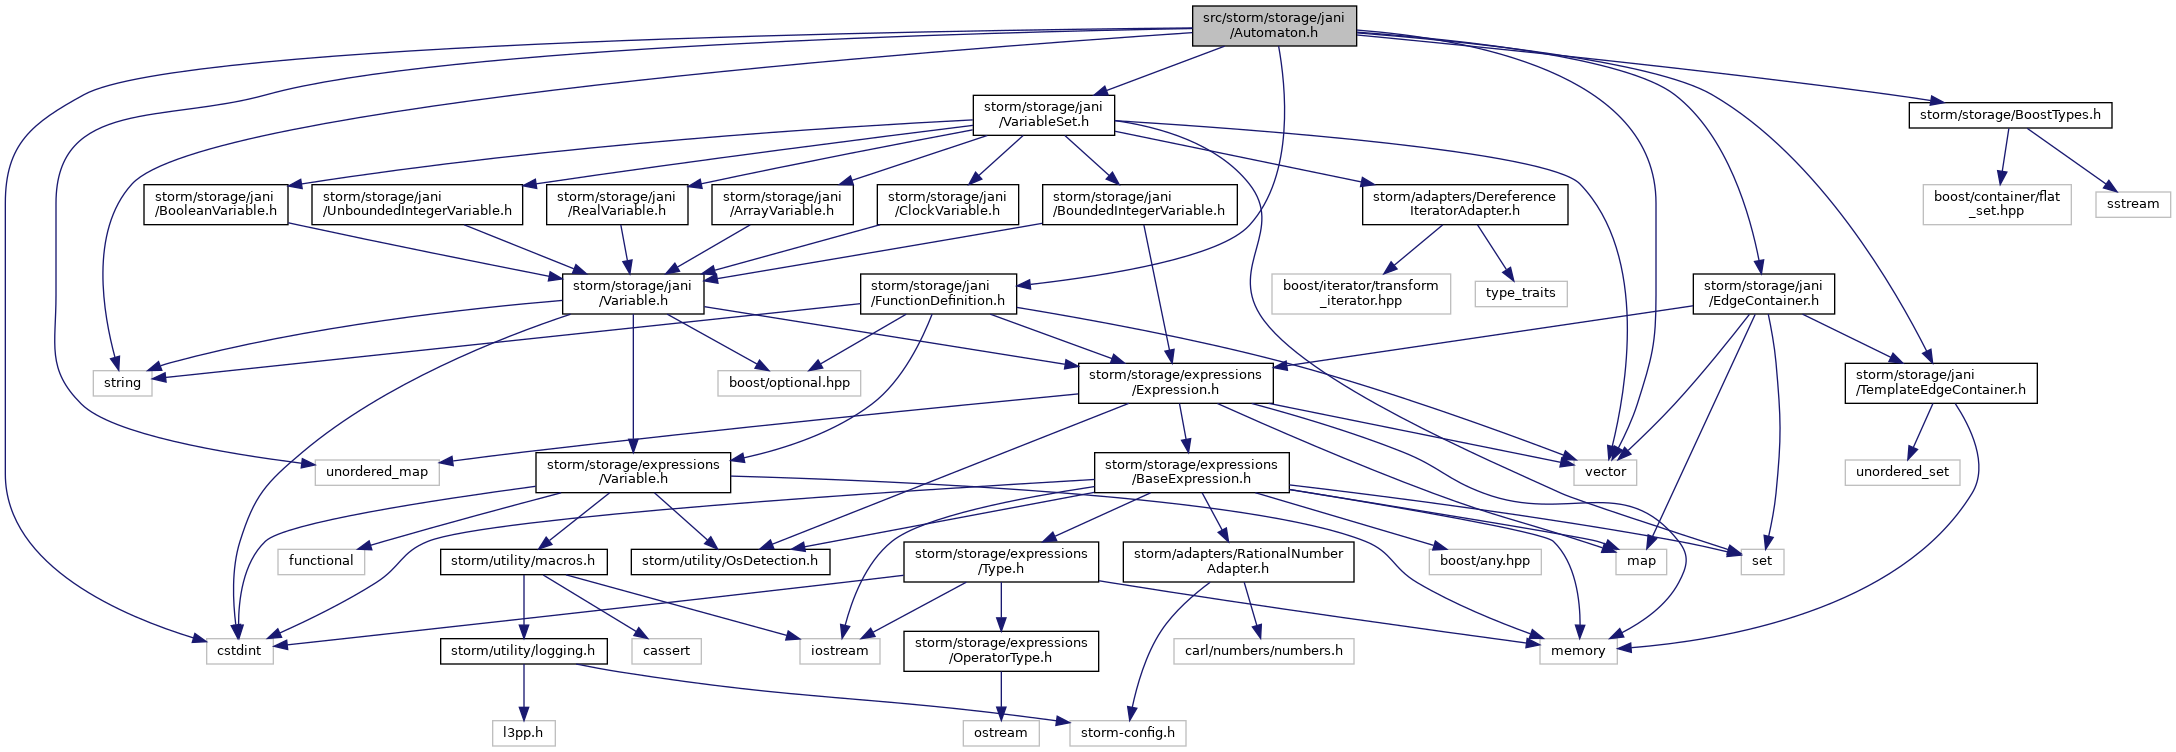 src/storm/storage/jani
/Automaton.h
storm/storage/jani
/VariableSet.h
storm/storage/BoostTypes.h
storm/storage/jani
/BooleanVariable.h
storm/storage/jani
/UnboundedIntegerVariable.h
storm/storage/jani
/RealVariable.h
storm/storage/jani
/ArrayVariable.h
storm/storage/jani
/ClockVariable.h
storm/storage/jani
/BoundedIntegerVariable.h
storm/adapters/Dereference
IteratorAdapter.h
boost/container/flat
_set.hpp
sstream
storm/storage/jani
/Variable.h
storm/storage/jani
/FunctionDefinition.h
boost/iterator/transform
_iterator.hpp
type_traits
storm/storage/jani
/EdgeContainer.h
string
boost/optional.hpp
storm/storage/expressions
/Expression.h
storm/storage/jani
/TemplateEdgeContainer.h
unordered_map
storm/storage/expressions
/Variable.h
storm/storage/expressions
/BaseExpression.h
vector
unordered_set
functional
storm/utility/macros.h
storm/utility/OsDetection.h
storm/storage/expressions
/Type.h
storm/adapters/RationalNumber
Adapter.h
boost/any.hpp
map
set
cstdint
storm/utility/logging.h
cassert
iostream
storm/storage/expressions
/OperatorType.h
carl/numbers/numbers.h
memory
l3pp.h
ostream
storm-config.h